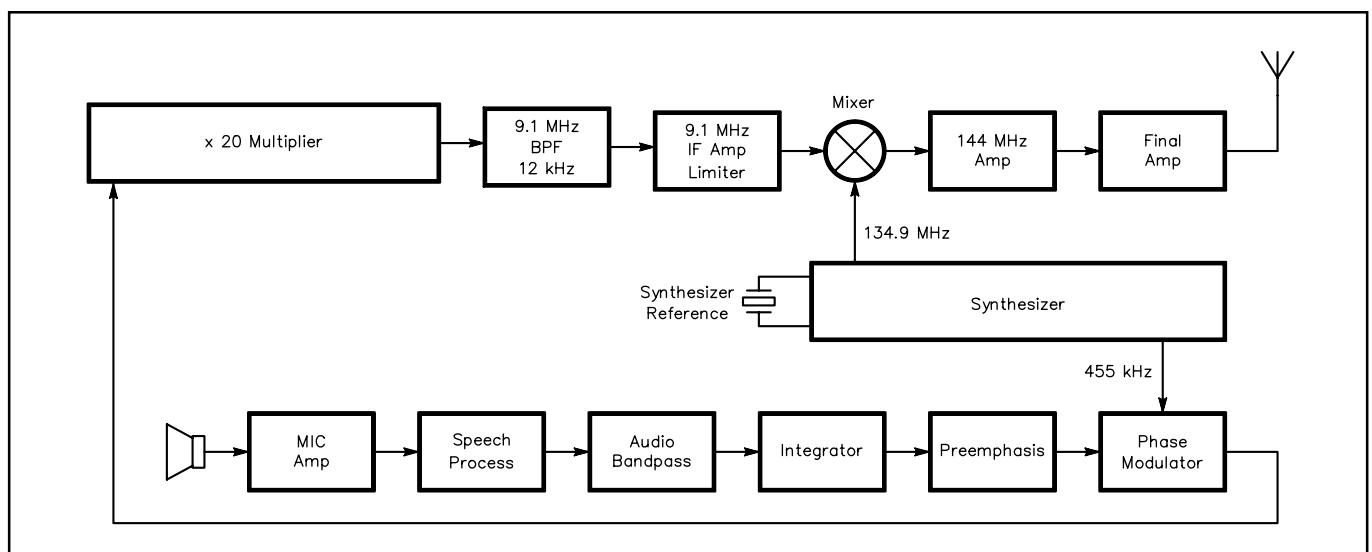 x 20 Multiplier
9.1 MHz
BPF
12 kHz
9.1 MHz
IF Amp
Limiter
Mixer
144 MHz
Amp
Final
Amp
134.9 MHz
Synthesizer
Reference
Synthesizer
455 kHz
MIC
Amp
Speech
Process
Audio
Bandpass
Integrator
Preemphasis
Phase
Modulator